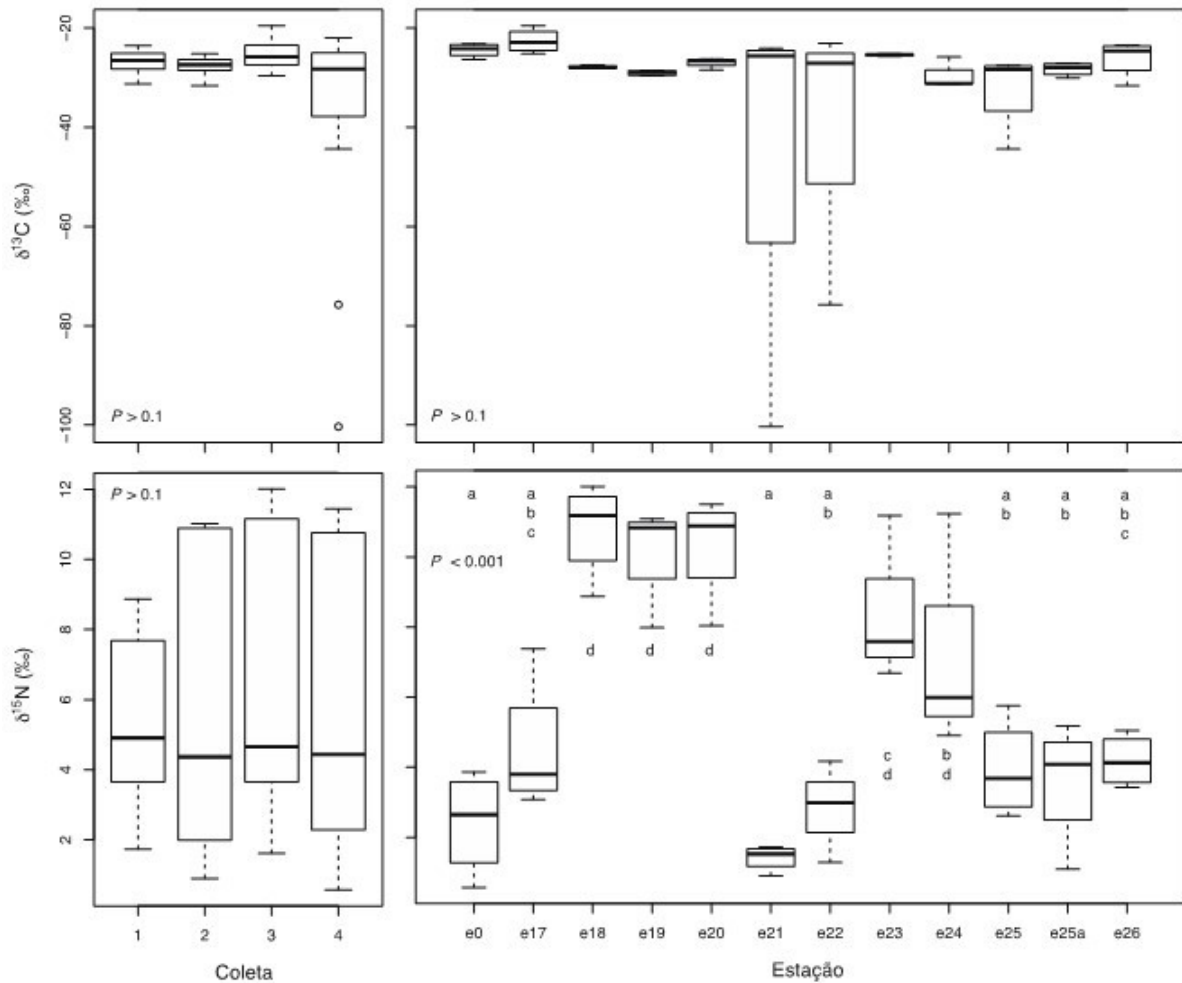 δ¹³C (‰)
−20
−40
−60
−80
−100
P > 0.1
P > 0.1
δ¹⁵N (‰)
12
10
8
6
4
2
P > 0.1
P < 0.001
a
a
b
c
d
d
d
a
a
b
c
d
b
d
a
b
a
b
a
b
c
1 2 3 4
e0 e17 e18 e19 e20 e21 e22 e23 e24 e25 e25a e26
Coleta
Estação